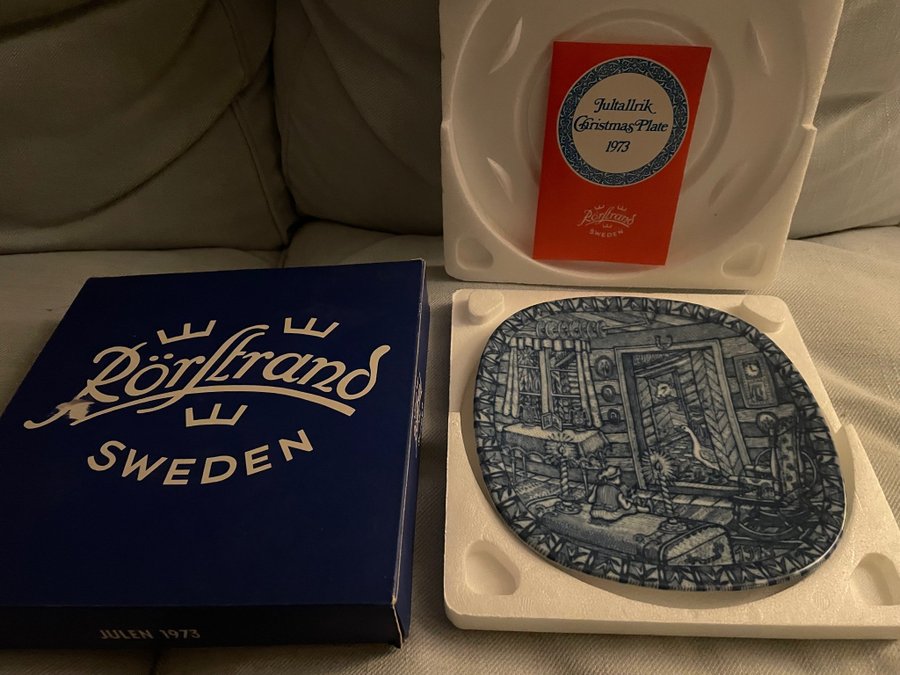 Jultallrik
Christmas Plate
1973
Rörstrand
SWEDEN
Rörstrand
SWEDEN
JULEN 1973